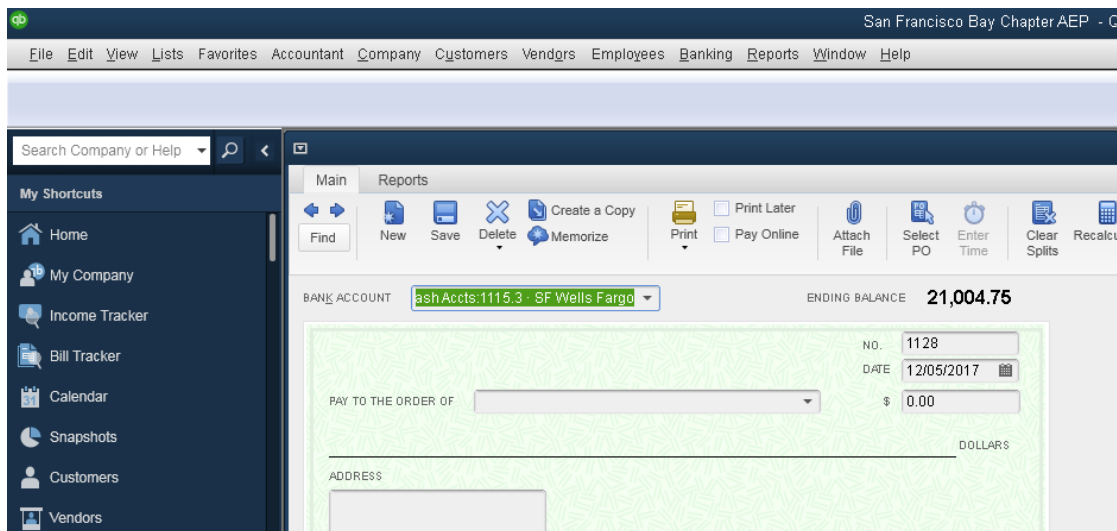 qb San Francisco Bay Chapter AEP - Q
File Edit View Lists Favorites Accountant Company Customers Vendors Employees Banking Reports Window Help
Search Company or Help
My Shortcuts
Home
My Company
Income Tracker
Bill Tracker
Calendar
Snapshots
Customers
Vendors
Main Reports
Find New Save Delete Create a Copy Memorize Print Print Later Pay Online Attach File Select PO Enter Time Clear Splits Recalcu
BANK ACCOUNT ash Accts:1115.3 · SF Wells Fargo ENDING BALANCE 21,004.75
NO. 1128
DATE 12/05/2017
PAY TO THE ORDER OF $ 0.00
DOLLARS
ADDRESS